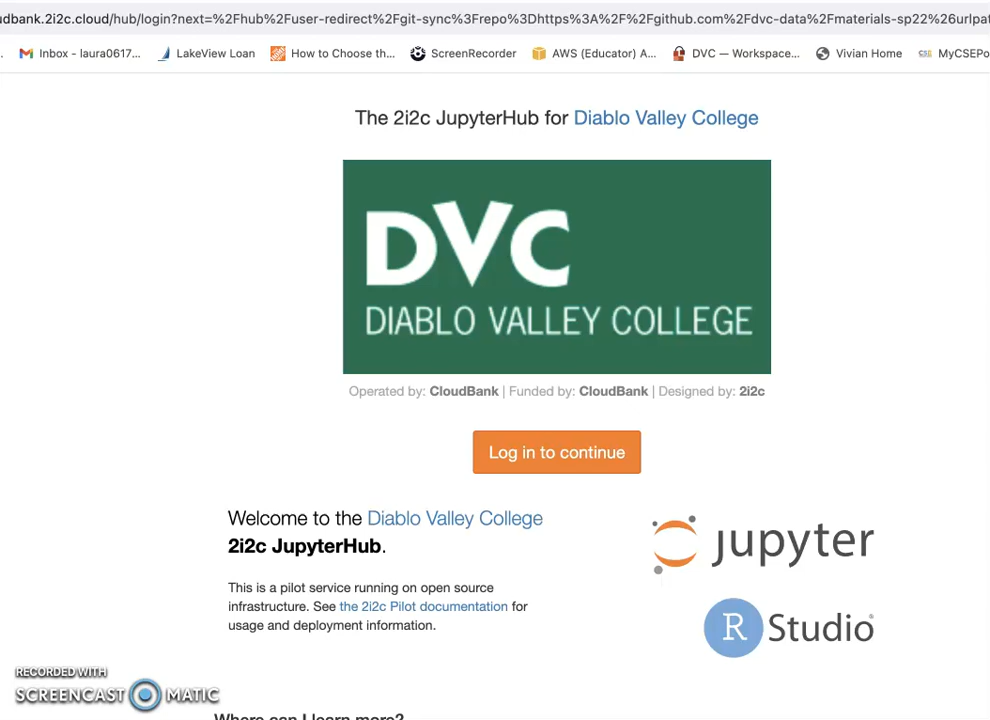 udbank.2i2c.cloud/hub/login?next=%2Fhub%2Fuser-redirect%2Fgit-sync%3Frepo%3Dhttps%3A%2F%2Fgithub.com%2Fdvc-data%2Fmaterials-sp22%26urlpat
Inbox - laura0617... LakeView Loan How to Choose th... ScreenRecorder AWS (Educator) A... DVC — Workspace... Vivian Home CSE MyCSEPo
The 2i2c JupyterHub for Diablo Valley College
DVC
DIABLO VALLEY COLLEGE
Operated by: CloudBank | Funded by: CloudBank | Designed by: 2i2c
Log in to continue
Welcome to the Diablo Valley College
2i2c JupyterHub.
This is a pilot service running on open source
infrastructure. See the 2i2c Pilot documentation for
usage and deployment information.
jupyter
R Studio
RECORDED WITH
SCREENCAST MATIC
Where can I learn more?